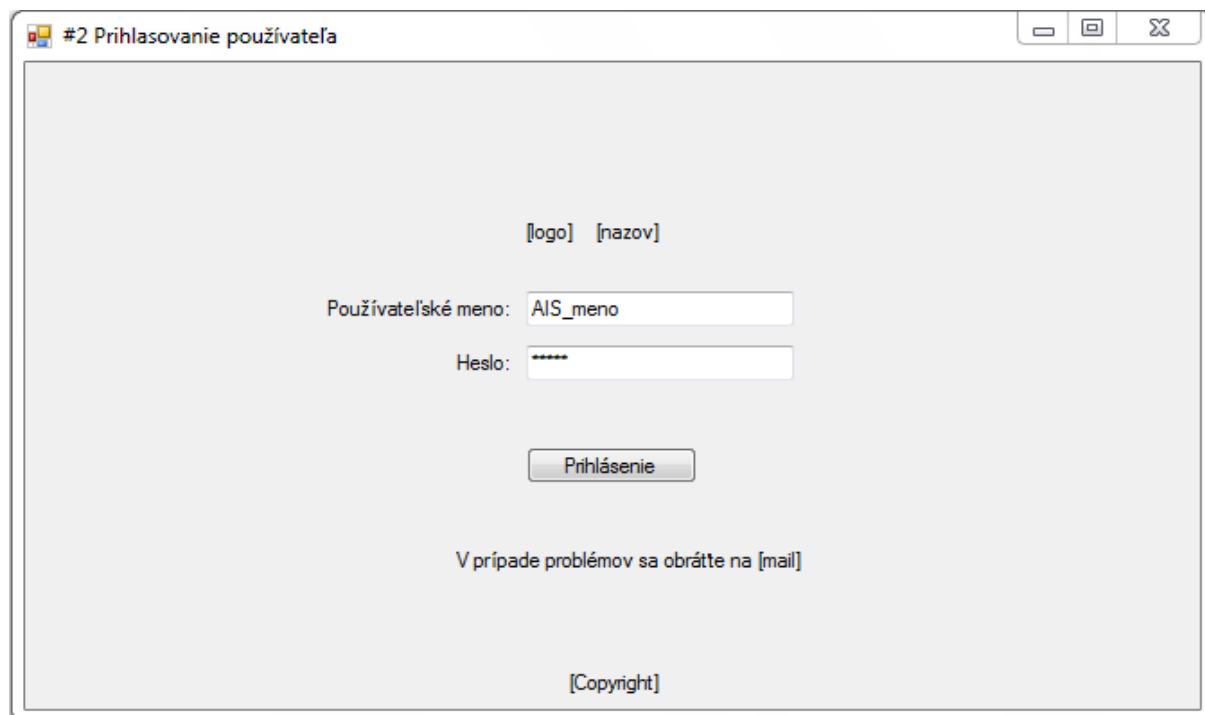 #2 Prihlasovanie používateľa
[logo] [nazov]
Používateľské meno: AIS_meno
Heslo: *****
Prihlásenie
V prípade problémov sa obráťte na [mail]
[Copyright]